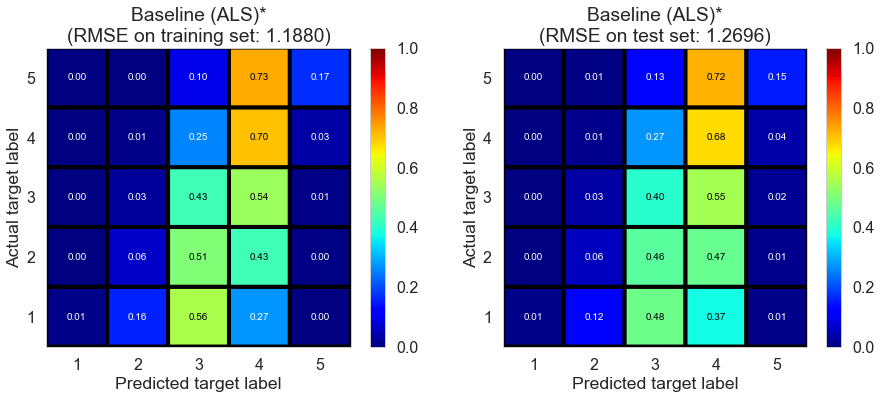 Baseline (ALS)*
(RMSE on training set: 1.1880)
Actual target label
5
0.00 0.00 0.10 0.73 0.17
4
0.00 0.01 0.25 0.70 0.03
3
0.00 0.03 0.43 0.54 0.01
2
0.00 0.06 0.51 0.43 0.00
1
0.01 0.16 0.56 0.27 0.00
1 2 3 4 5
Predicted target label
1.0
0.8
0.6
0.4
0.2
0.0
Baseline (ALS)*
(RMSE on test set: 1.2696)
Actual target label
5
0.00 0.01 0.13 0.72 0.15
4
0.00 0.01 0.27 0.68 0.04
3
0.00 0.03 0.40 0.55 0.02
2
0.00 0.06 0.46 0.47 0.01
1
0.01 0.12 0.48 0.37 0.01
1 2 3 4 5
Predicted target label
1.0
0.8
0.6
0.4
0.2
0.0